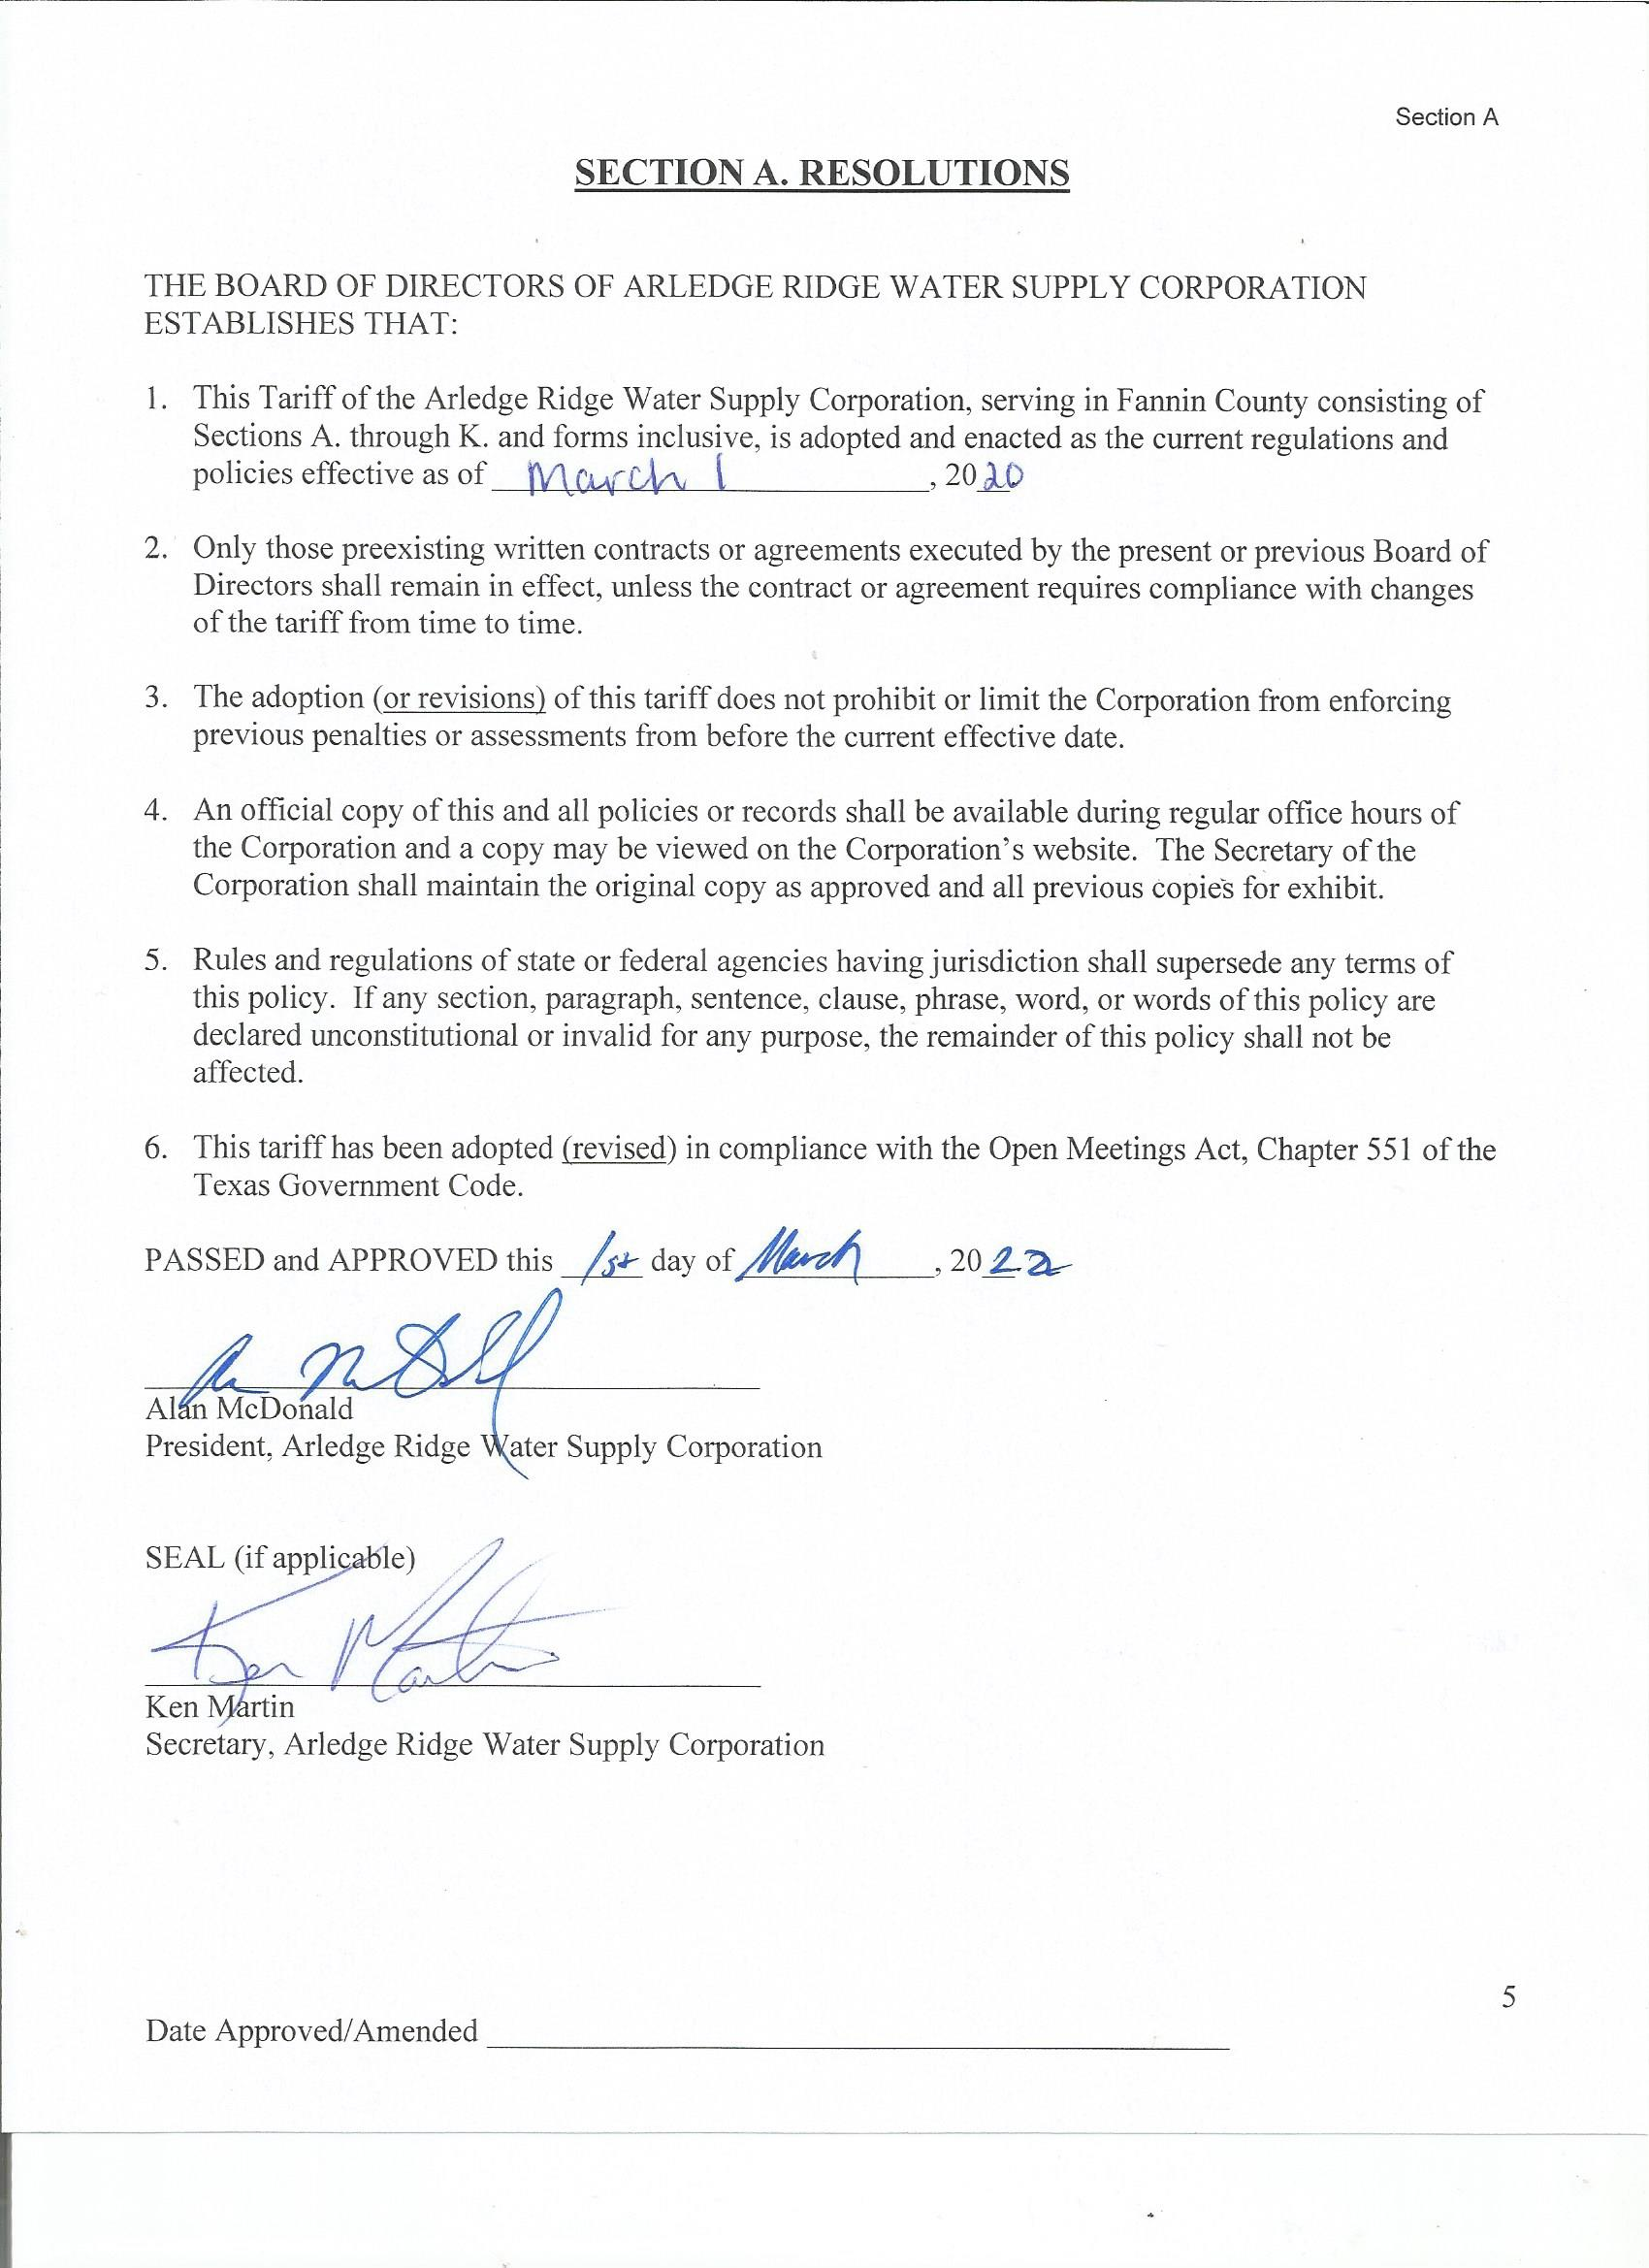 Section A
SECTION A. RESOLUTIONS
THE BOARD OF DIRECTORS OF ARLEDGE RIDGE WATER SUPPLY CORPORATION
ESTABLISHES THAT:
1. This Tariff of the Arledge Ridge Water Supply Corporation, serving in Fannin County consisting of
Sections A. through K. and forms inclusive, is adopted and enacted as the current regulations and
policies effective as of March 1, 2020
2. Only those preexisting written contracts or agreements executed by the present or previous Board of
Directors shall remain in effect, unless the contract or agreement requires compliance with changes
of the tariff from time to time.
3. The adoption (or revisions) of this tariff does not prohibit or limit the Corporation from enforcing
previous penalties or assessments from before the current effective date.
4. An official copy of this and all policies or records shall be available during regular office hours of
the Corporation and a copy may be viewed on the Corporation's website. The Secretary of the
Corporation shall maintain the original copy as approved and all previous copies for exhibit.
5. Rules and regulations of state or federal agencies having jurisdiction shall supersede any terms of
this policy. If any section, paragraph, sentence, clause, phrase, word, or words of this policy are
declared unconstitutional or invalid for any purpose, the remainder of this policy shall not be
affected.
6. This tariff has been adopted (revised) in compliance with the Open Meetings Act, Chapter 551 of the
Texas Government Code.
PASSED and APPROVED this 1st day of March, 2022
Alan McDonald
President, Arledge Ridge Water Supply Corporation
SEAL (if applicable)
Ken Martin
Ken Martin
Secretary, Arledge Ridge Water Supply Corporation
5
Date Approved/Amended